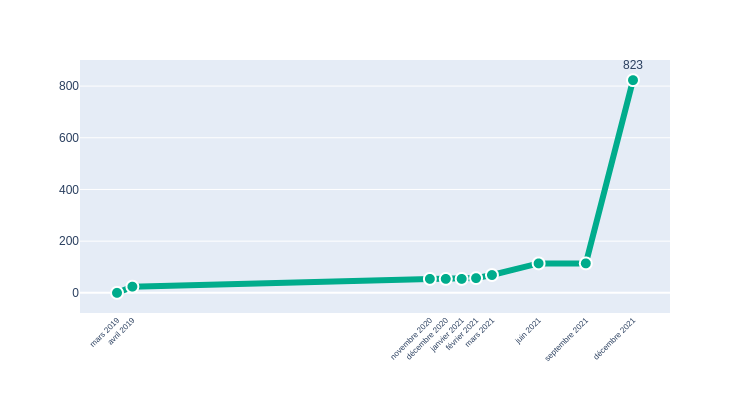 823
800
600
400
200
0
mars 2019
avril 2019
novembre 2020
décembre 2020
janvier 2021
février 2021
mars 2021
juin 2021
septembre 2021
décembre 2021